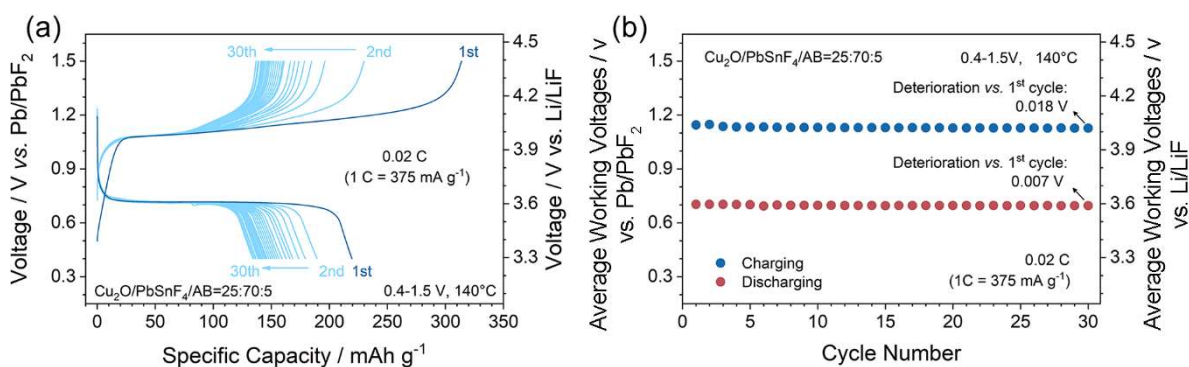 (a)
30th
2nd
1st
0.02 C
(1 C = 375 mA g⁻¹)
30th
2nd
1st
Cu₂O/PbSnF₄/AB=25:70:5
0.4-1.5 V, 140°C
Voltage / V vs. Pb/PbF₂
1.5
1.2
0.9
0.6
0.3
Voltage / V vs. Li/LiF
4.5
4.2
3.9
3.6
3.3
0
50
100
150
200
250
300
350
Specific Capacity / mAh g⁻¹
(b)
Cu₂O/PbSnF₄/AB=25:70:5
0.4-1.5V, 140°C
Deterioration vs. 1ˢᵗ cycle:
0.018 V
Deterioration vs. 1ˢᵗ cycle:
0.007 V
Charging
Discharging
0.02 C
(1C = 375 mA g⁻¹)
Average Working Voltages / v
vs. Pb/PbF₂
1.5
1.2
0.9
0.6
0.3
Average Working Voltages / v
vs. Li/LiF
4.5
4.2
3.9
3.6
3.3
0
5
10
15
20
25
30
Cycle Number